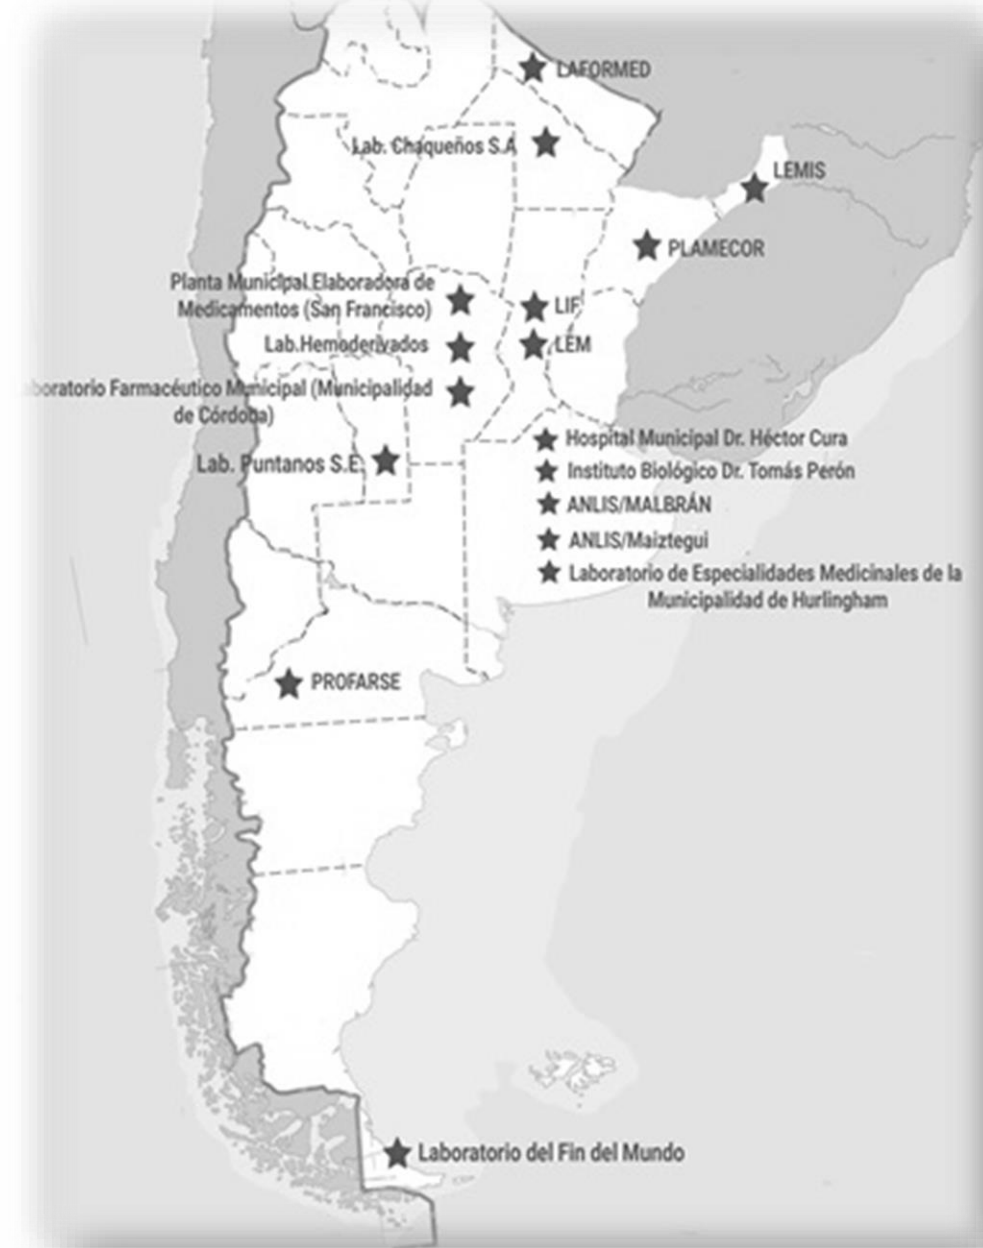 LAFORMED
Lab. Chaqueños S.A
LEMIS
PLAMECOR
Planta Municipal Elaboradora de
Medicamentos (San Francisco)
LIF
Lab.Hemoderivados
LEM
boratorio Farmacéutico Municipal (Municipalidad
de Córdoba)
Hospital Municipal Dr. Héctor Cura
Lab. Puntanos S.E.
Instituto Biológico Dr. Tomás Perón
ANLIS/MALBRÁN
ANLIS/Maiztegui
Laboratorio de Especialidades Medicinales de la
Municipalidad de Hurlingham
PROFARSE
Laboratorio del Fin del Mundo